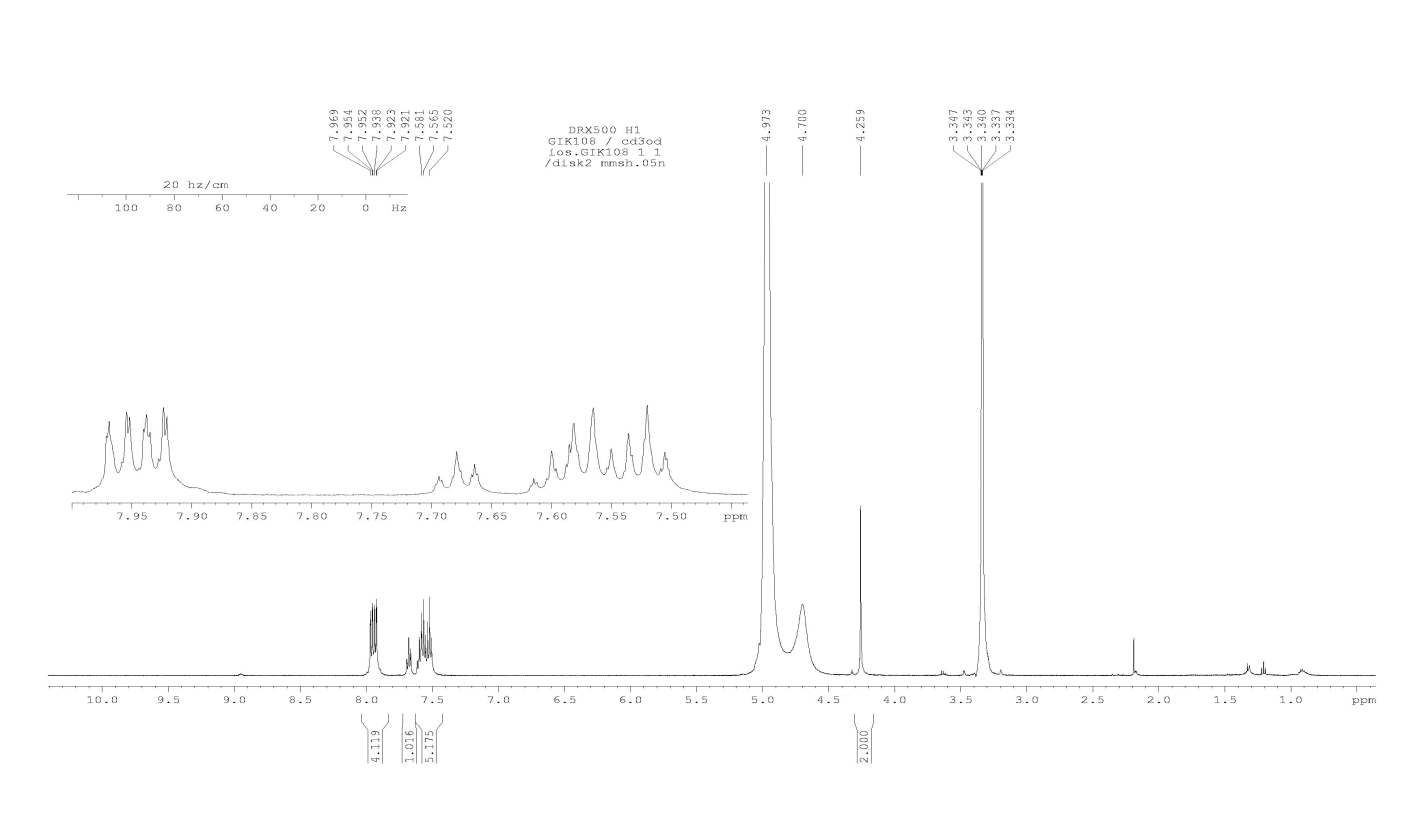 7.969
7.954
7.952
7.938
7.923
7.921
7.581
7.565
7.520
DRX500 H1
GIK108 / cd3od
ios.GIK108 1 1
/disk2 mmsh.05n
4.973
4.700
4.259
3.347
3.343
3.340
3.337
3.334
20 hz/cm
100 80 60 40 20 0 Hz
7.95 7.90 7.85 7.80 7.75 7.70 7.65 7.60 7.55 7.50 ppm
10.0 9.5 9.0 8.5 8.0 7.5 7.0 6.5 6.0 5.5 5.0 4.5 4.0 3.5 3.0 2.5 2.0 1.5 1.0 ppm
4.119
1.016
5.175
2.000